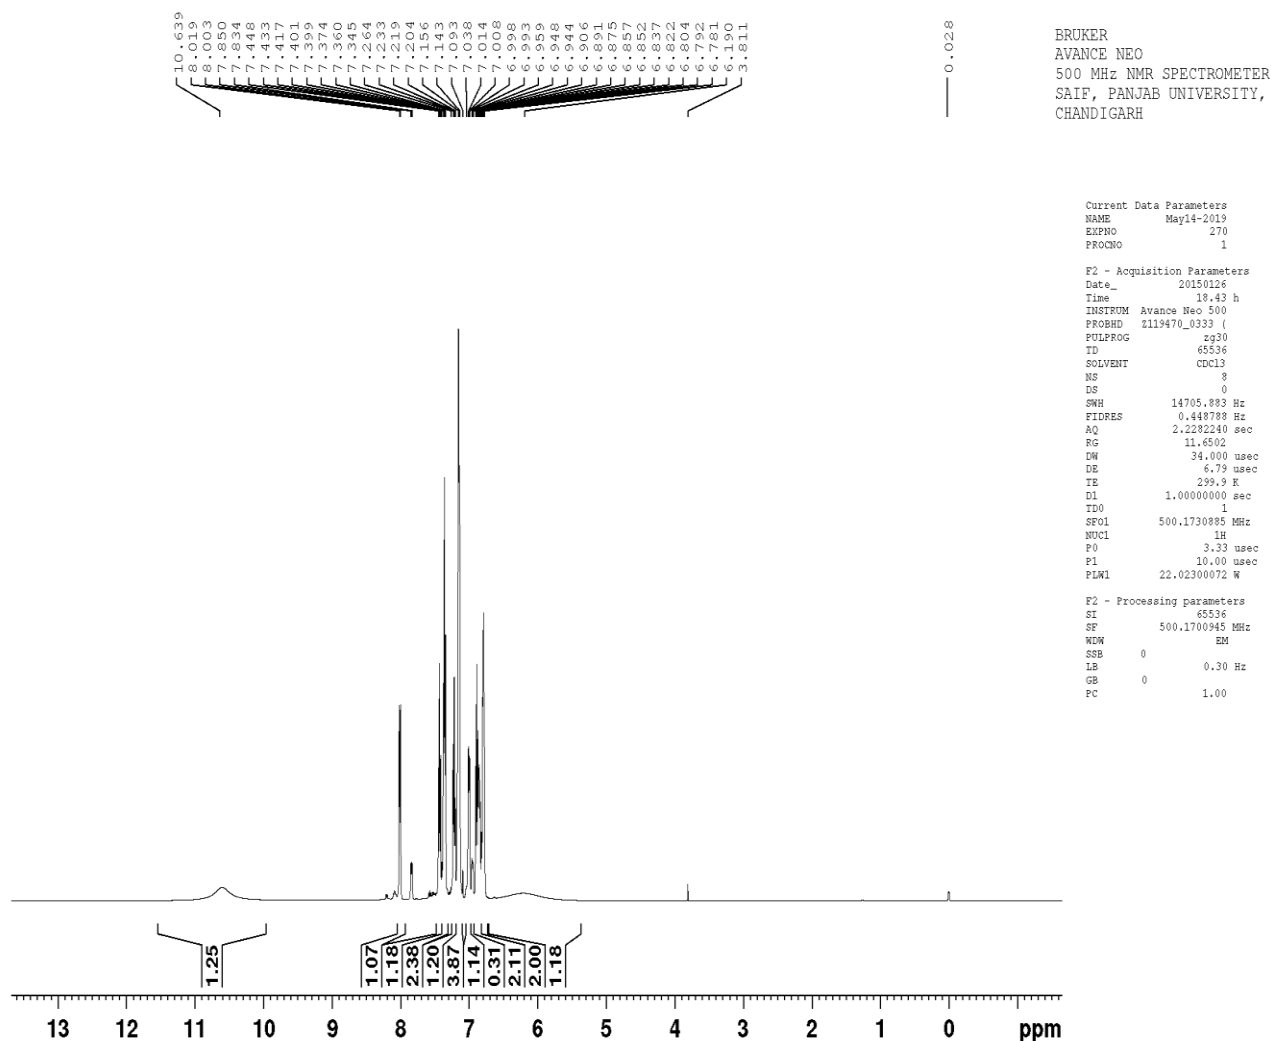 10.639
8.019
8.003
7.850
7.834
7.448
7.433
7.417
7.401
7.399
7.374
7.360
7.345
7.264
7.233
7.219
7.204
7.156
7.143
7.093
7.038
7.014
7.008
6.998
6.993
6.959
6.948
6.944
6.906
6.891
6.875
6.857
6.852
6.837
6.822
6.804
6.792
6.781
6.190
3.811
0.028
BRUKER
AVANCE NEO
500 MHz NMR SPECTROMETER
SAIF, PANJAB UNIVERSITY,
CHANDIGARH
Current Data Parameters
NAME May14-2019
EXPNO 270
PROCNO 1
F2 - Acquisition Parameters
Date_ 20150126
Time 18.43 h
INSTRUM Avance Neo 500
PROBHD Z119470_0333 (
PULPROG zg30
TD 65536
SOLVENT CDCl3
NS 8
DS 0
SWH 14705.883 Hz
FIDRES 0.448788 Hz
AQ 2.2282240 sec
RG 11.6502
DW 34.000 usec
DE 6.79 usec
TE 299.9 K
D1 1.00000000 sec
TD0 1
SFO1 500.1730885 MHz
NUC1 1H
P0 3.33 usec
P1 10.00 usec
PLW1 22.02300072 W
F2 - Processing parameters
SI 65536
SF 500.1700945 MHz
WDW EM
SSB 0
LB 0.30 Hz
GB 0
PC 1.00
1.25
1.07
1.18
2.38
1.20
3.87
1.14
0.31
2.11
2.00
1.18
13 12 11 10 9 8 7 6 5 4 3 2 1 0 ppm